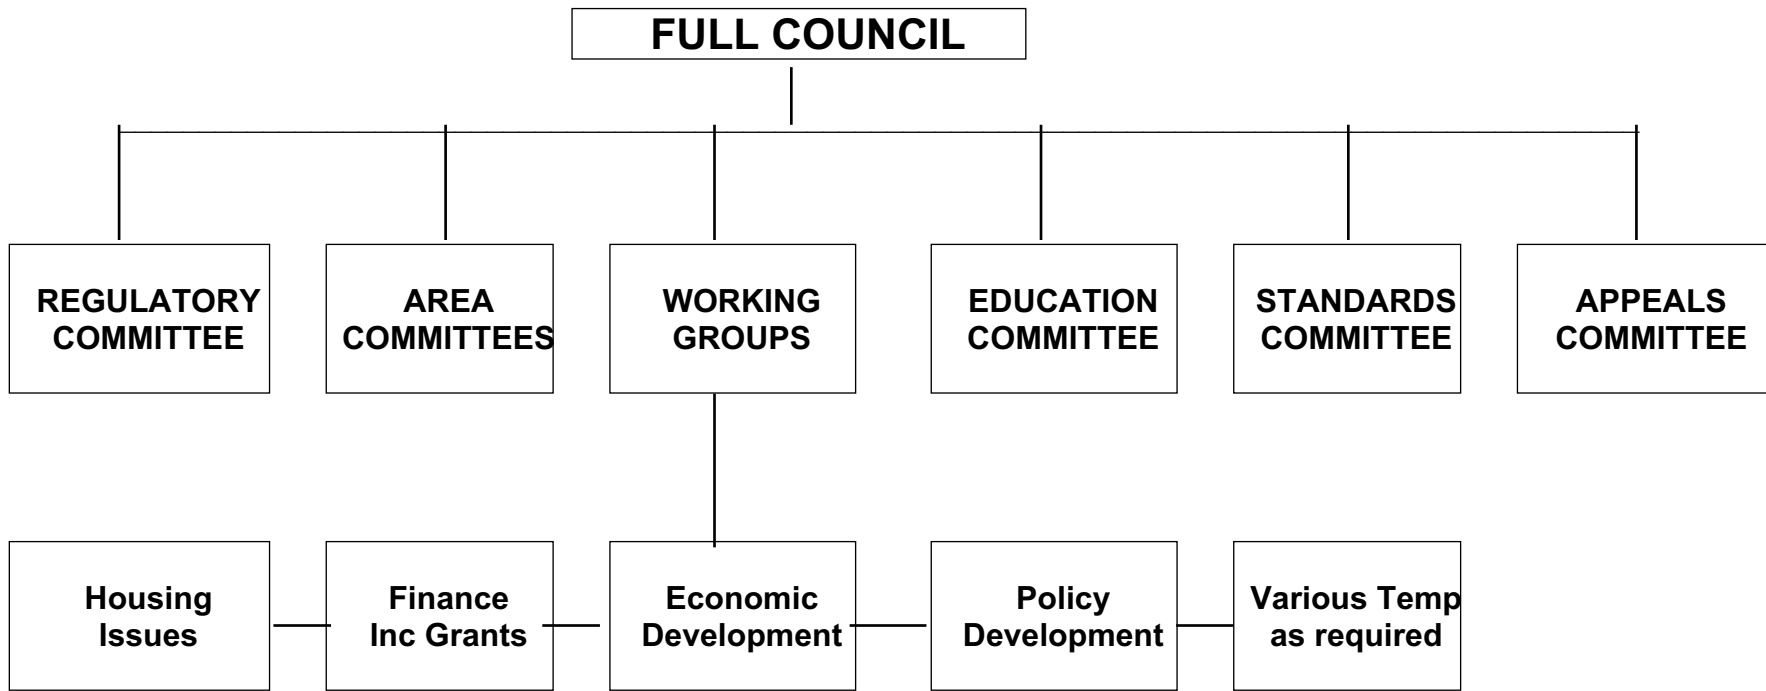 FULL COUNCIL
REGULATORY
COMMITTEE
AREA
COMMITTEES
WORKING
GROUPS
EDUCATION
COMMITTEE
STANDARDS
COMMITTEE
APPEALS
COMMITTEE
Housing
Issues
Finance
Inc Grants
Economic
Development
Policy
Development
Various Temp
as required